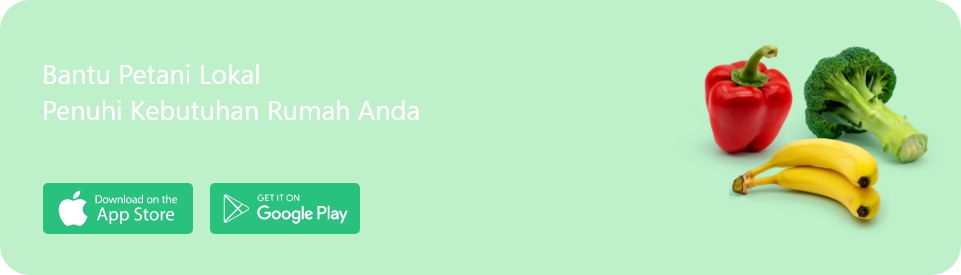 Bantu Petani Lokal
Penuhi Kebutuhan Rumah Anda
Download on the
App Store
GET IT ON
Google Play